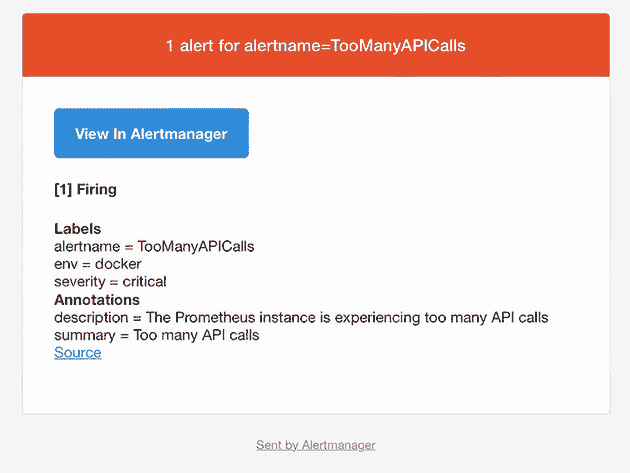 1 alert for alertname=TooManyAPICalls
View In Alertmanager
[1] Firing
Labels
alertname = TooManyAPICalls
env = docker
severity = critical
Annotations
description = The Prometheus instance is experiencing too many API calls
summary = Too many API calls
Source
Sent by Alertmanager